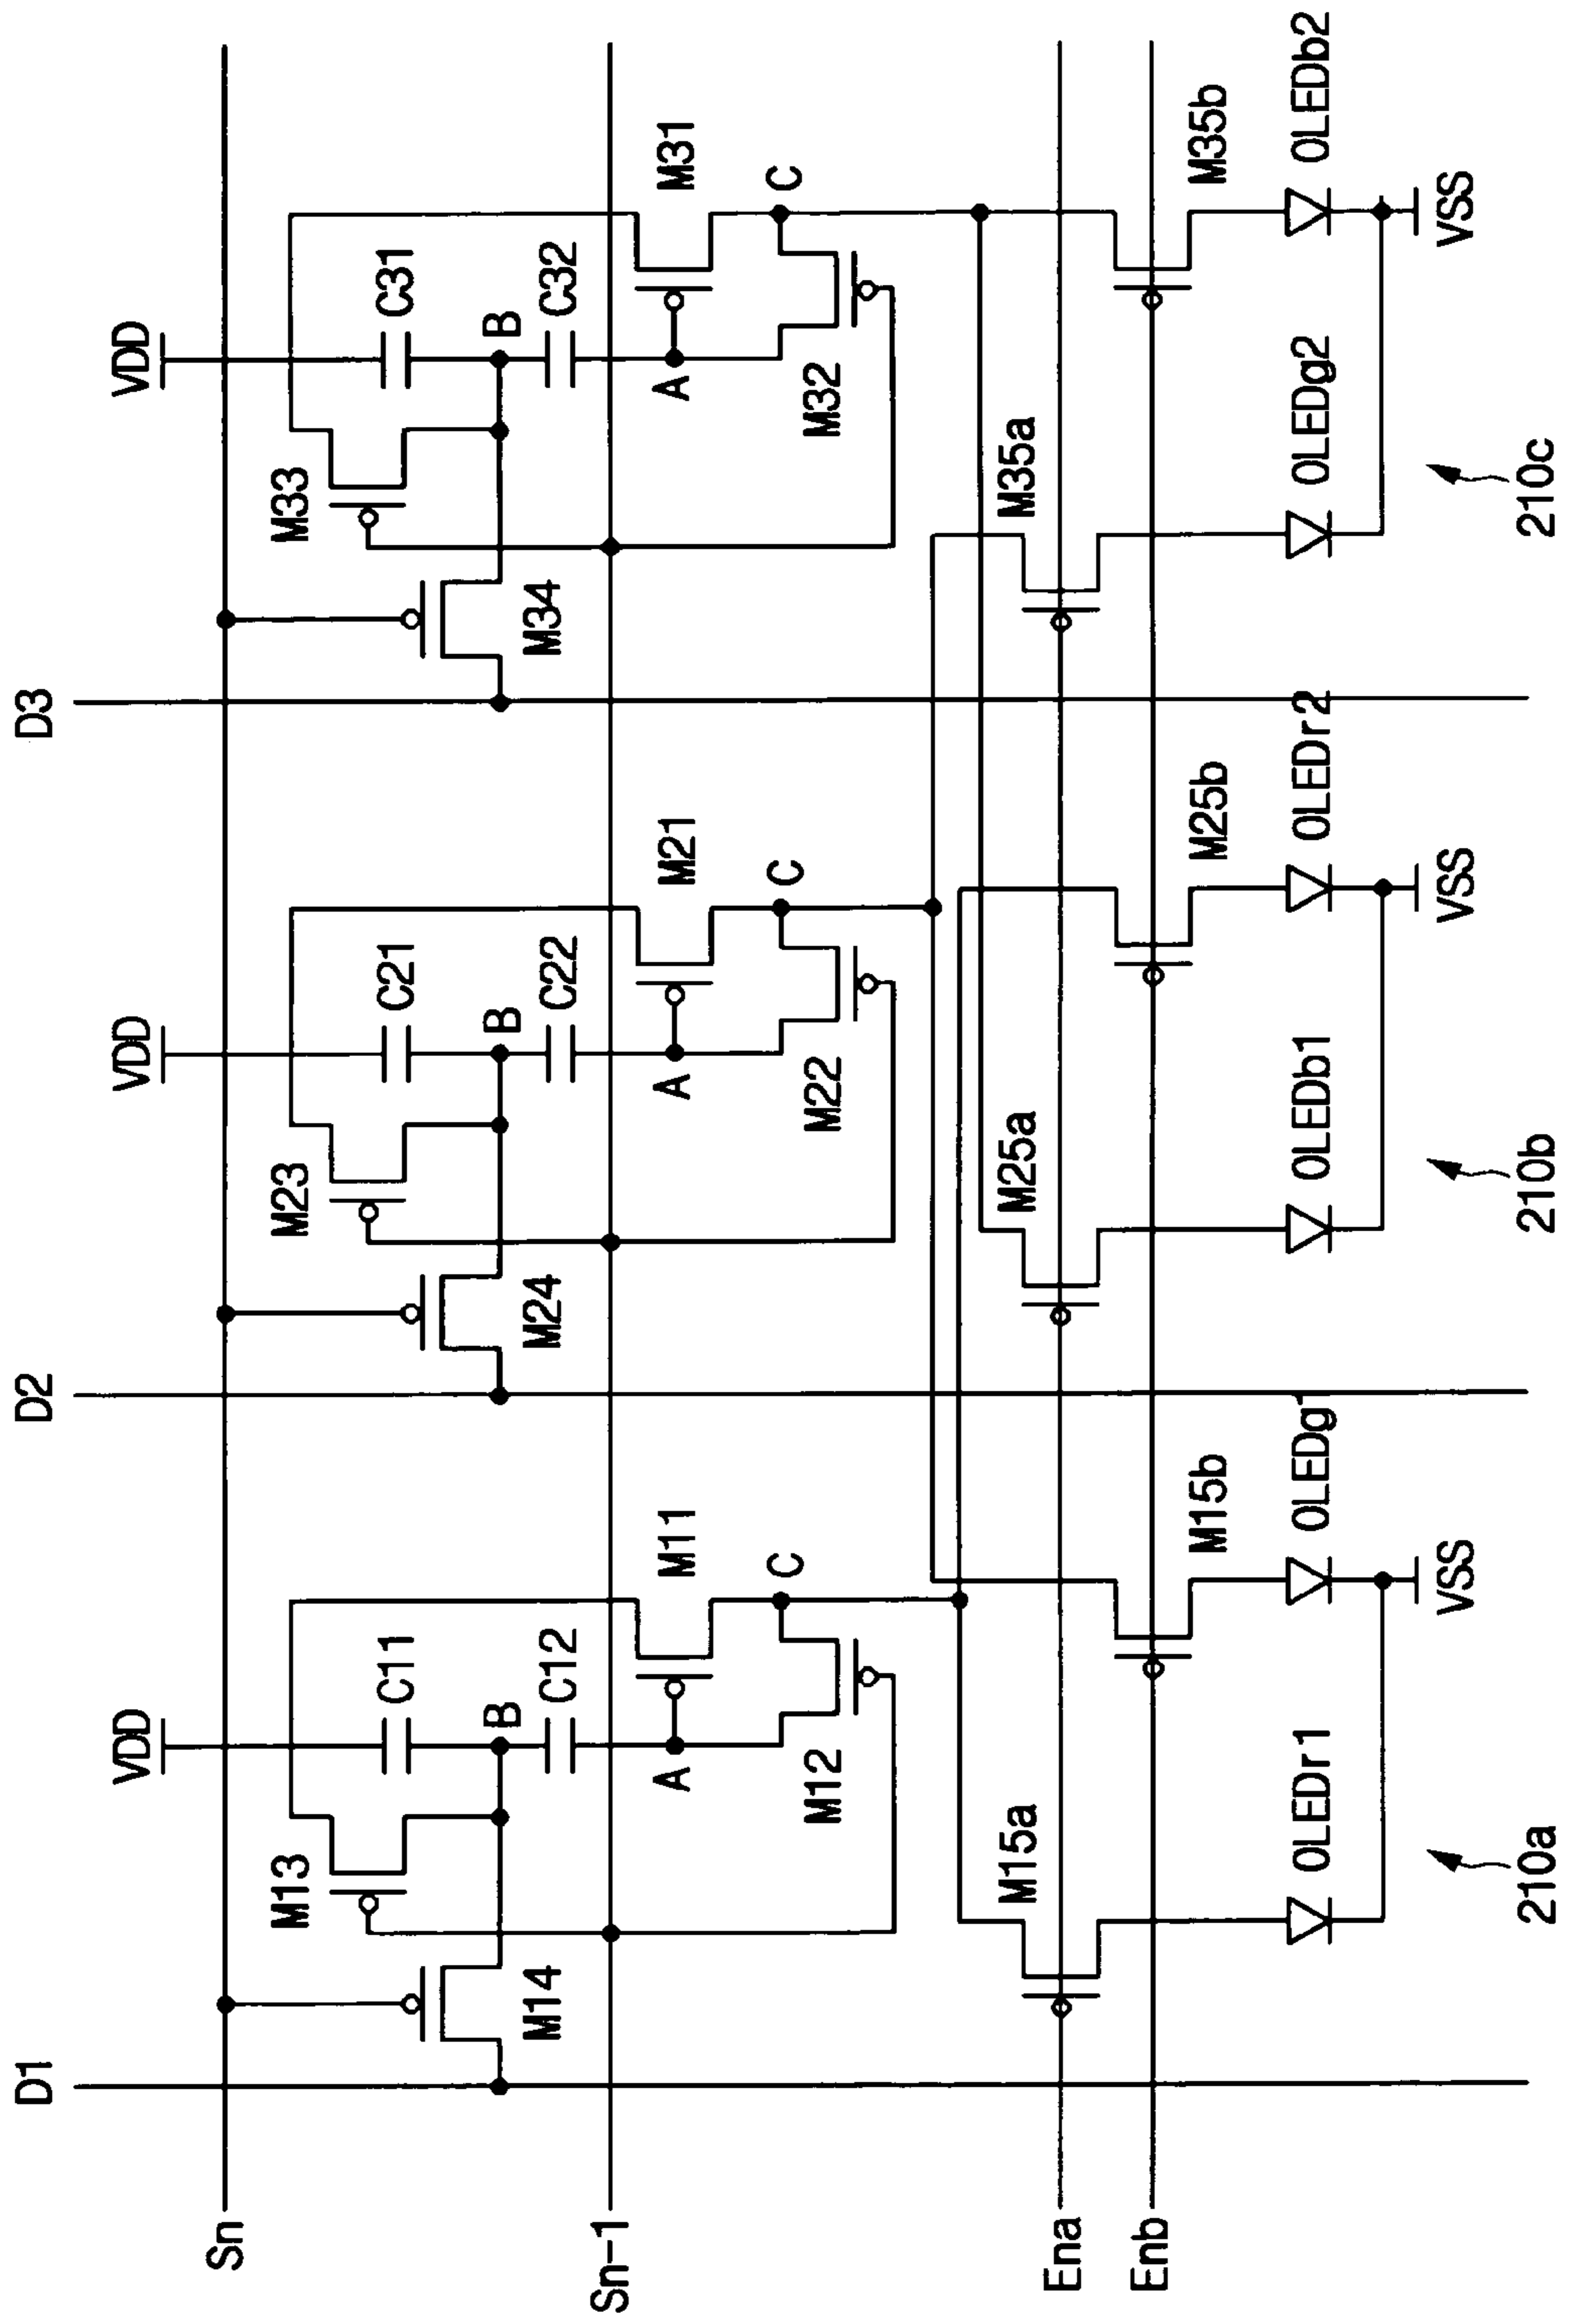 D1
D2
D3
VDD
VDD
VDD
Sn
M13
C11
M23
C21
M33
C31
M14
B
C12
M24
B
C22
M34
B
C32
Sn-1
A
M11
A
M21
A
M31
M12
C
M22
C
M32
C
M15a
M25a
M35a
Ena
Enb
M15b
M25b
M35b
OLEDr1
OLEDg1
OLEDb1
OLEDr2
OLEDg2
OLEDb2
VSS
VSS
VSS
210a
210b
210c